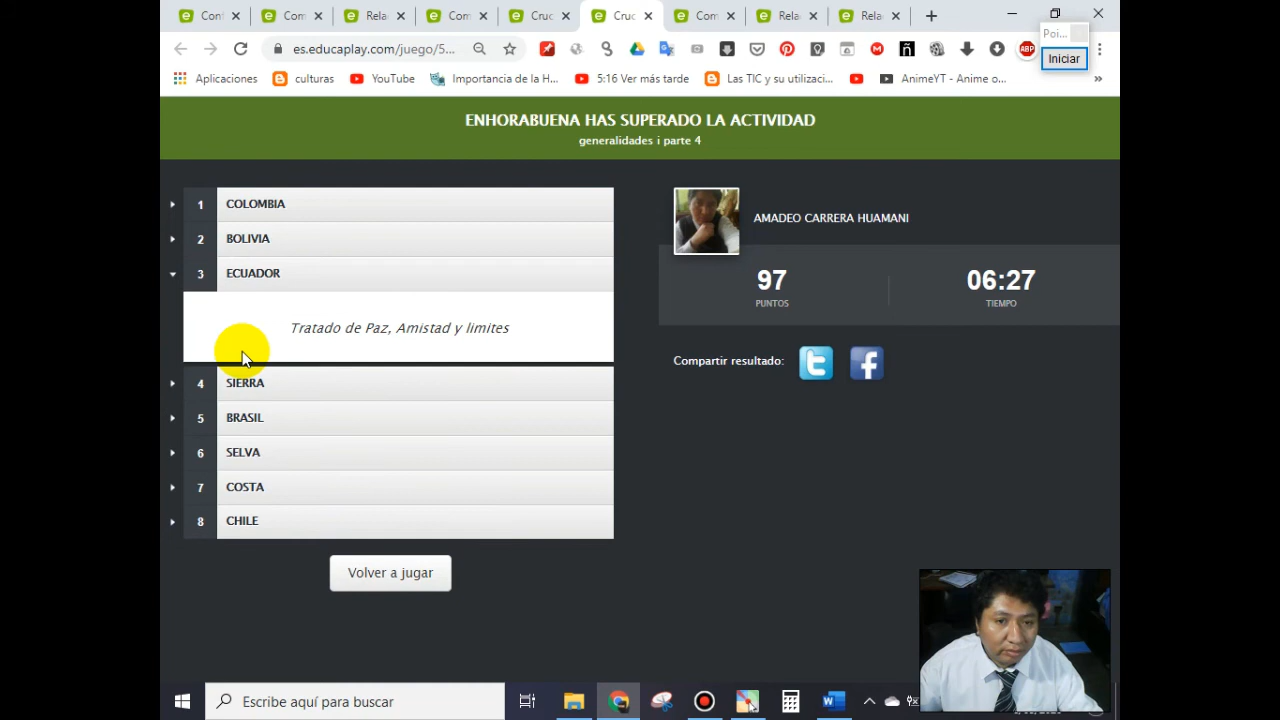 Conf
Com
Rela
Com
Cruc
Cruc
Com
Rela
Rela
Poi...
es.educaplay.com/juego/5...
ñ
ABP
Iniciar
Aplicaciones
culturas
YouTube
Importancia de la H...
5:16 Ver más tarde
Las TIC y su utilizaci...
AnimeYT - Anime o...
»
ENHORABUENA HAS SUPERADO LA ACTIVIDAD
generalidades i parte 4
1 COLOMBIA
2 BOLIVIA
3 ECUADOR
Tratado de Paz, Amistad y limites
4 SIERRA
5 BRASIL
6 SELVA
7 COSTA
8 CHILE
Volver a jugar
AMADEO CARRERA HUAMANI
97
PUNTOS
06:27
TIEMPO
Compartir resultado:
Escribe aquí para buscar